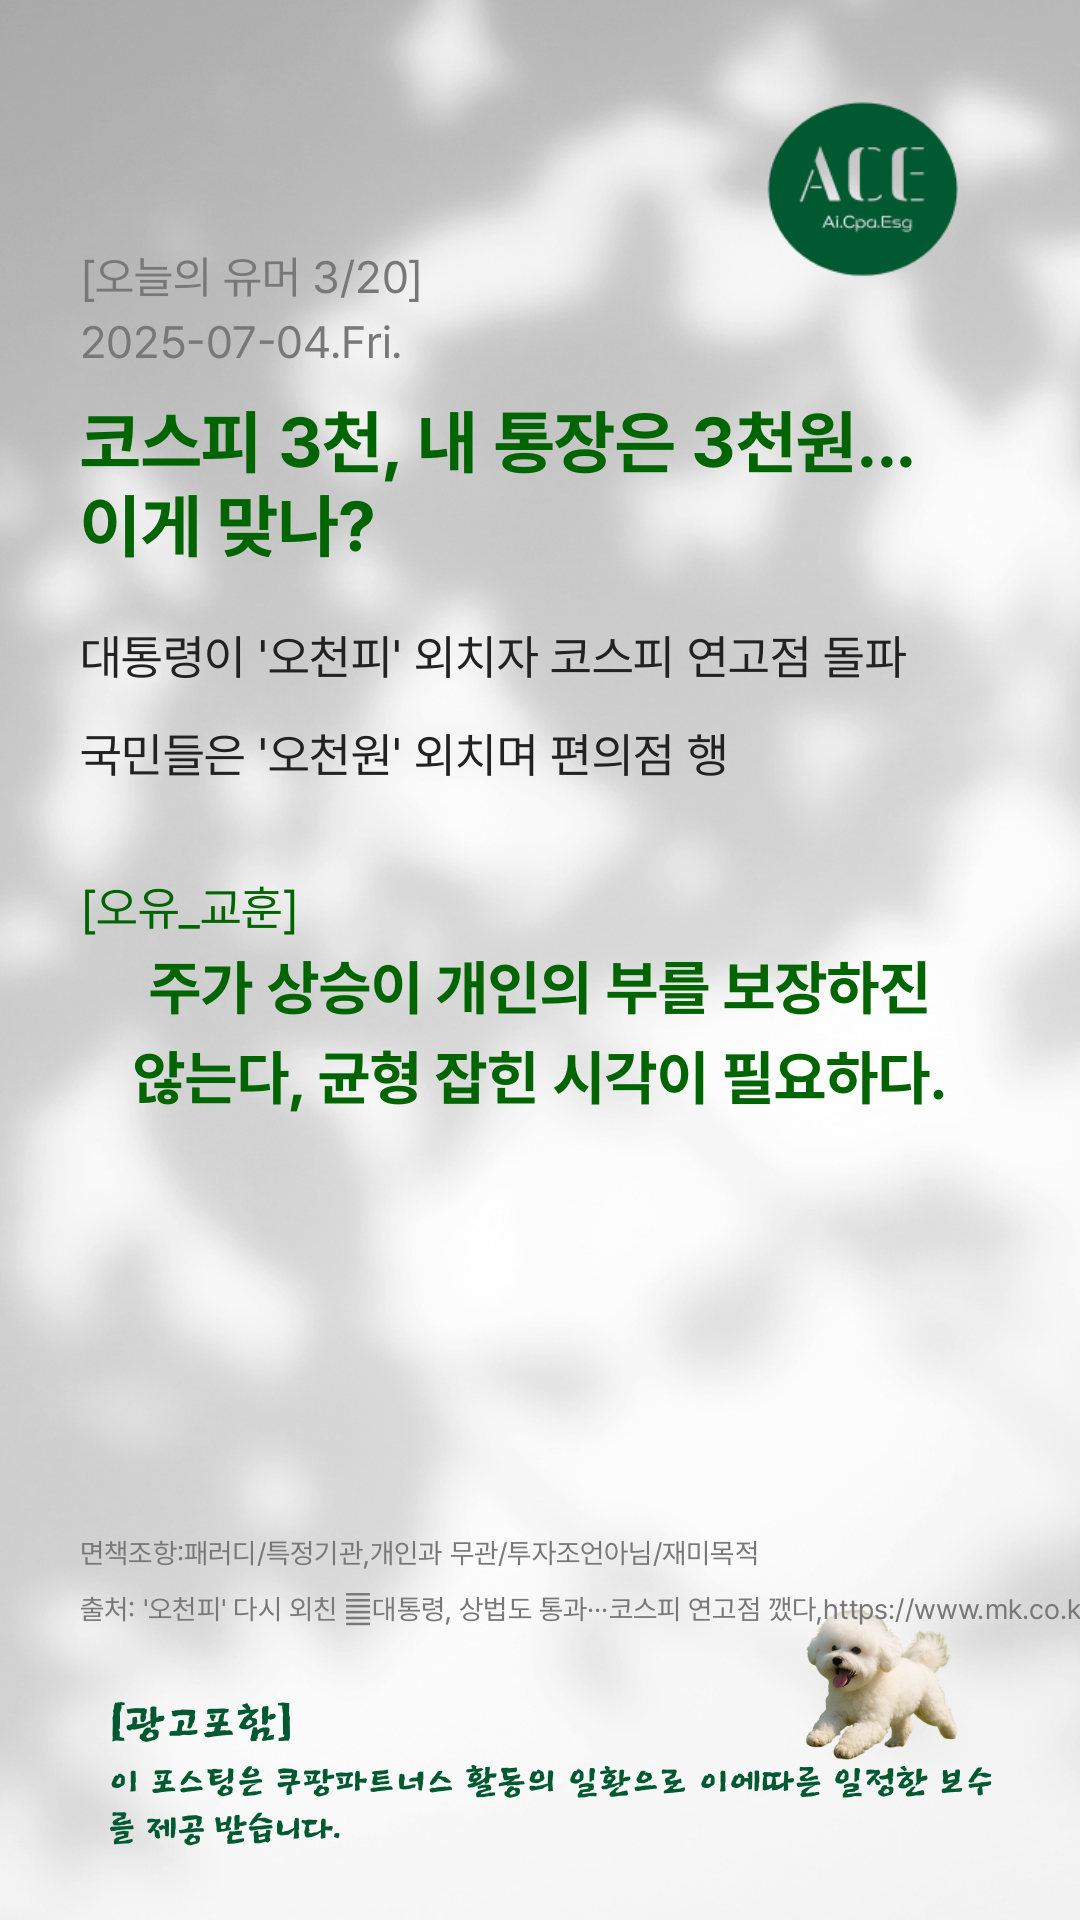 ACE
Ai.Cpa.Esg
[오늘의 유머 3/20]
2025-07-04.Fri.
코스피 3천, 내 통장은 3천원...
이게 맞나?
대통령이 '오천피' 외치자 코스피 연고점 돌파
국민들은 '오천원' 외치며 편의점 행
[오유_교훈]
주가 상승이 개인의 부를 보장하진
않는다, 균형 잡힌 시각이 필요하다.
면책조항:패러디/특정기관,개인과 무관/투자조언아님/재미목적
출처: '오천피' 다시 외친 대통령, 상법도 통과…코스피 연고점 깼다,https://www.mk.co.k
[광고포함]
이 포스팅은 쿠팡파트너스 활동의 일환으로 이에따른 일정한 보수
를 제공 받습니다.